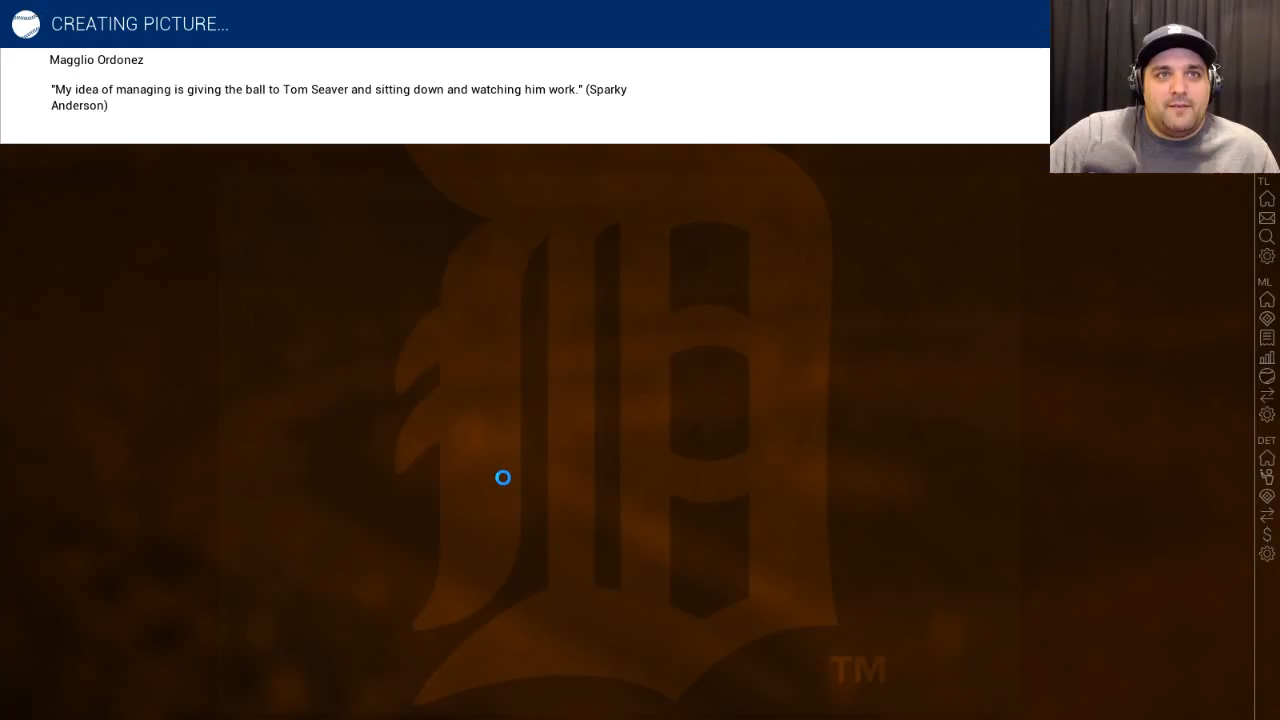 CREATING PICTURE...
Magglio Ordonez
"My idea of managing is giving the ball to Tom Seaver and sitting down and watching him work." (Sparky
Anderson)
TL
ML
DET
TM